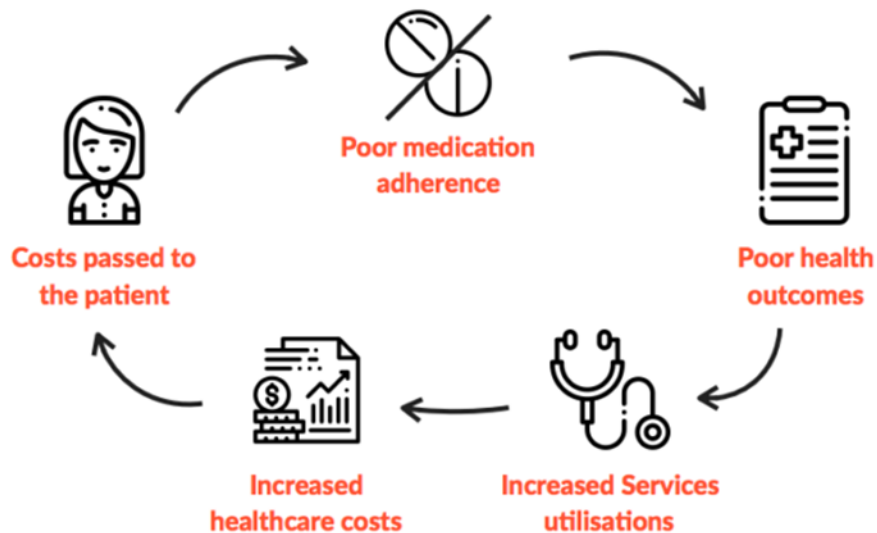 Poor medication
adherence
Poor health
outcomes
Increased Services
utilisations
Increased
healthcare costs
Costs passed to
the patient
$